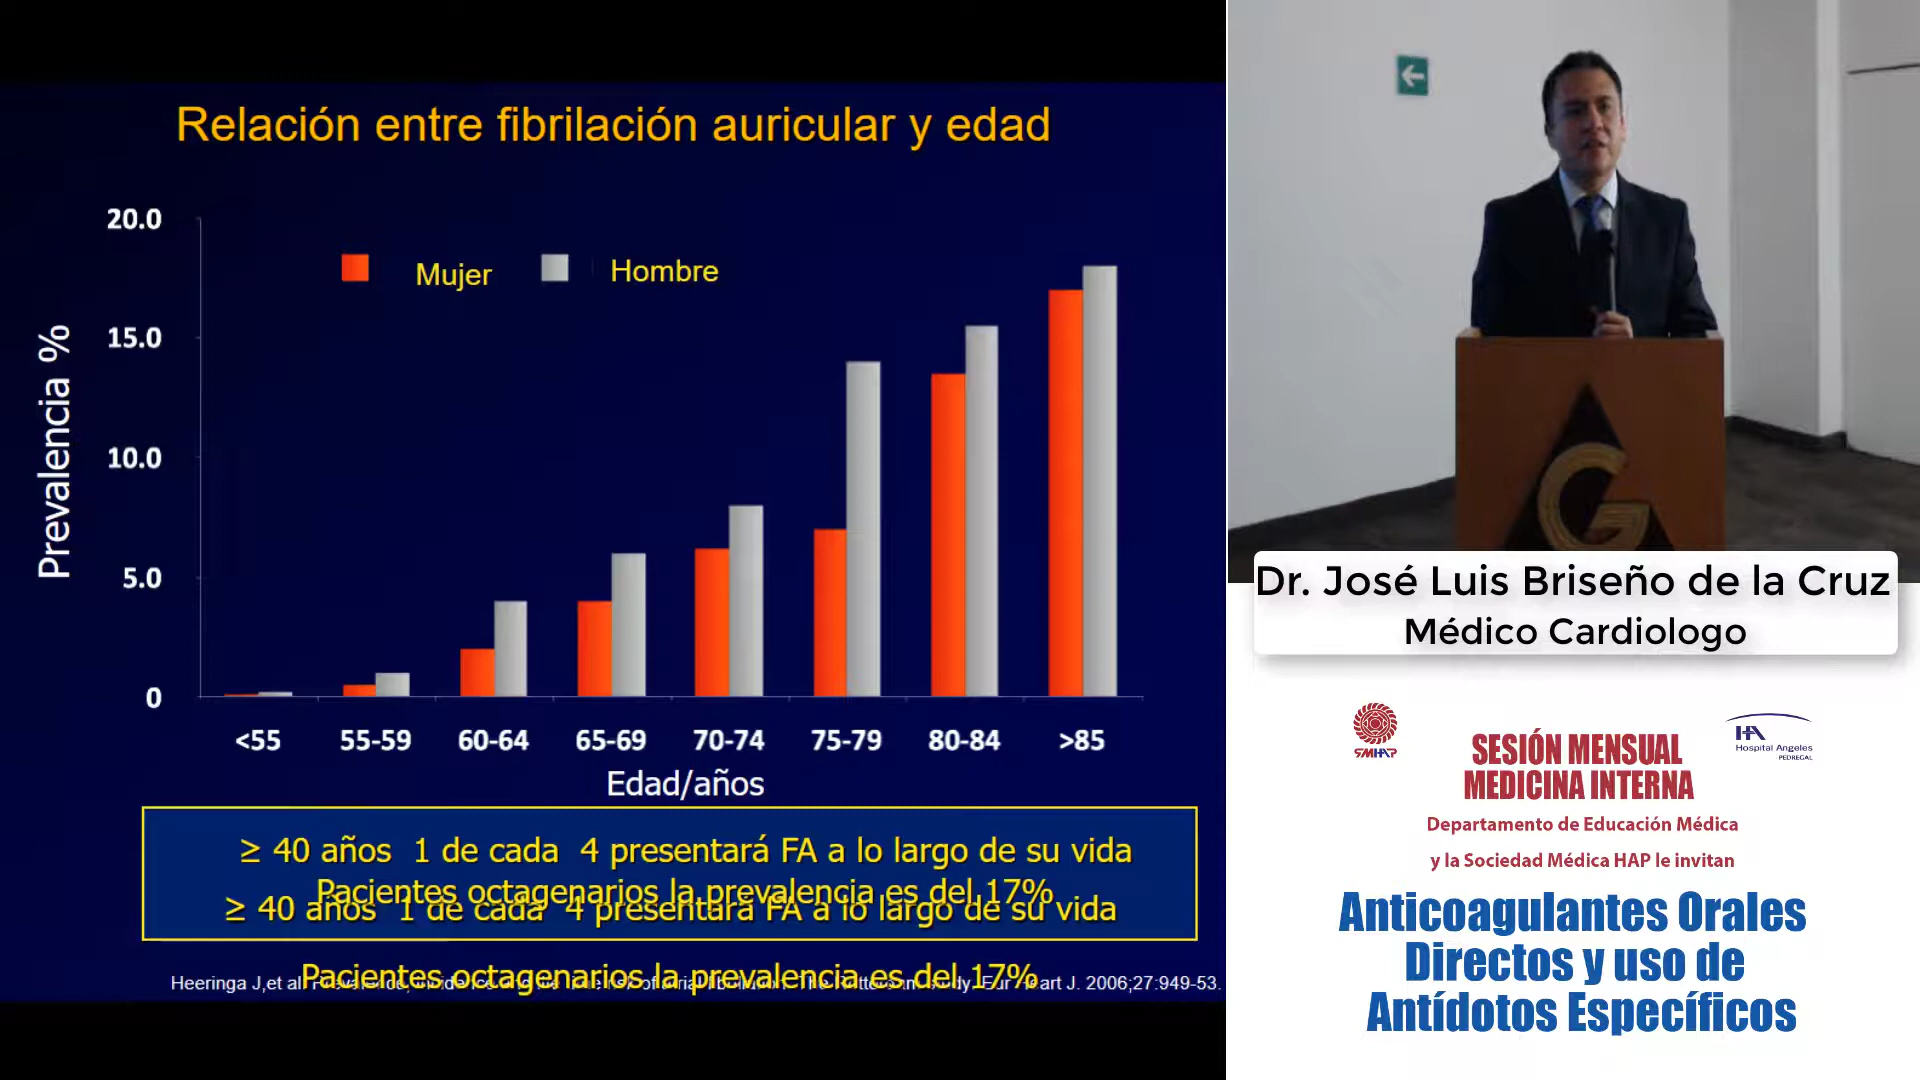 Relación entre fibrilación auricular y edad
20.0
15.0
10.0
5.0
0
Prevalencia %
Mujer
Hombre
<55 55-59 60-64 65-69 70-74 75-79 80-84 >85
Edad/años
≥ 40 años 1 de cada 4 presentará FA a lo largo de su vida
Pacientes octagenarios la prevalencia es del 17%
≥ 40 años 1 de cada 4 presentará FA a lo largo de su vida
Pacientes octagenarios la prevalencia es del 17%
Heeringa J,et al. Eur Heart J. 2006;27:949-53.
G
Dr. José Luis Briseño de la Cruz
Médico Cardiologo
SMHAP
HA
Hospital Angeles
PEDREGAL
SESIÓN MENSUAL
MEDICINA INTERNA
Departamento de Educación Médica
y la Sociedad Médica HAP le invitan
Anticoagulantes Orales
Directos y uso de
Antídotos Específicos